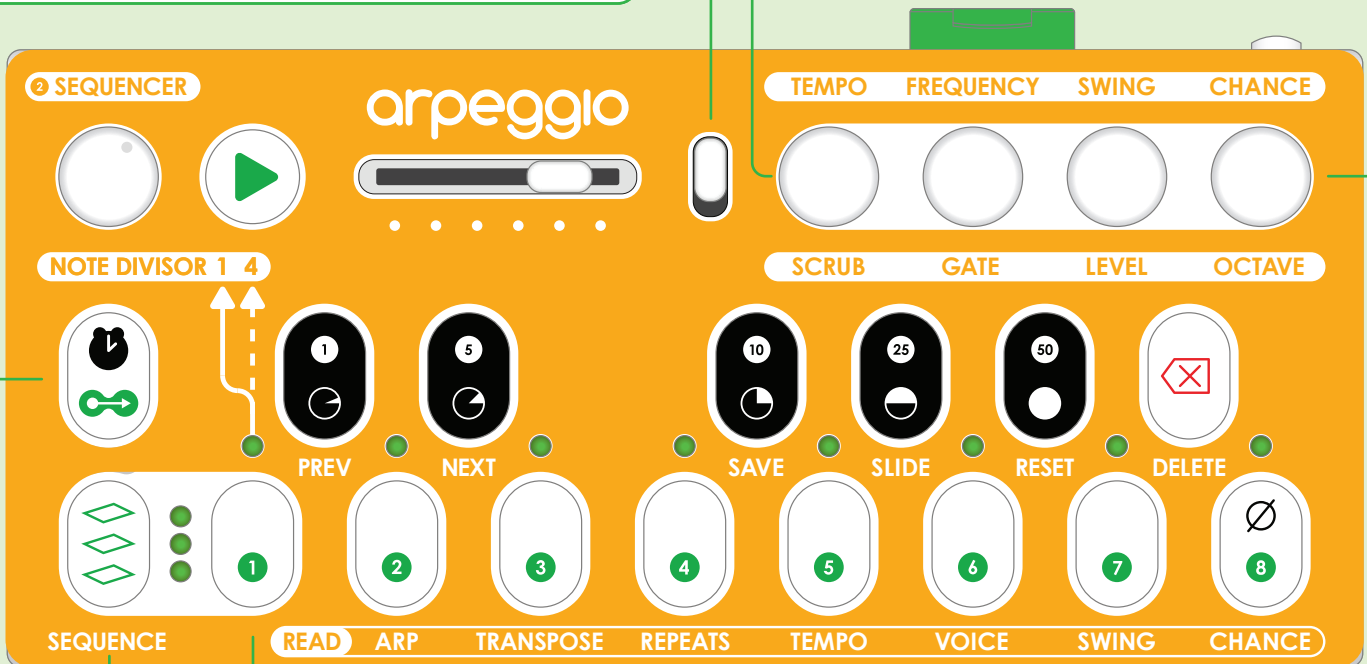 2 SEQUENCER
arpeggio
TEMPO FREQUENCY SWING CHANCE
NOTE DIVISOR 1 4
SCRUB GATE LEVEL OCTAVE
1 5 10 25 50
PREV NEXT SAVE SLIDE RESET DELETE
1 2 3 4 5 6 7 8
SEQUENCE READ ARP TRANSPOSE REPEATS TEMPO VOICE SWING CHANCE